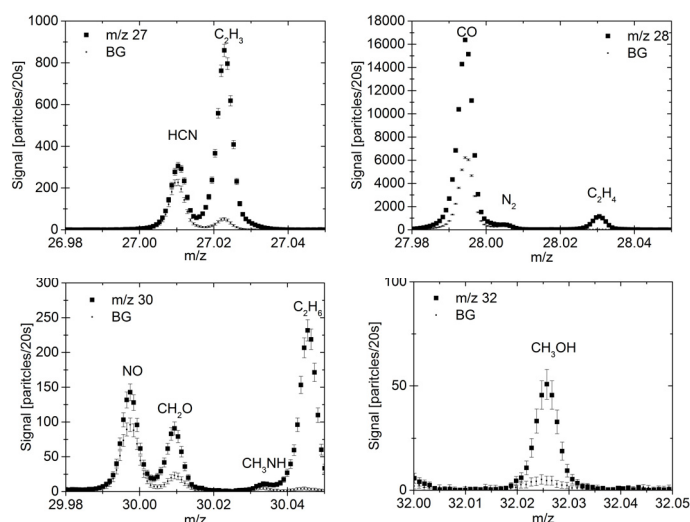 m/z 27
BG
C2H3
HCN
Signal [paritcles/20s]
1000
800
600
400
200
0
26.98 27.00 27.02 27.04
m/z
CO
m/z 28
BG
N2
C2H4
Signal [paritcles/20s]
18000
16000
14000
12000
10000
8000
6000
4000
2000
0
27.98 28.00 28.02 28.04
m/z
m/z 30
BG
C2H6
NO
CH2O
CH3NH
Signal [paritcles/20s]
300
250
200
150
100
50
0
29.98 30.00 30.02 30.04
m/z
m/z 32
BG
CH3OH
Signal [paritcles/20s]
100
50
0
32.00 32.01 32.02 32.03 32.04 32.05
m/z